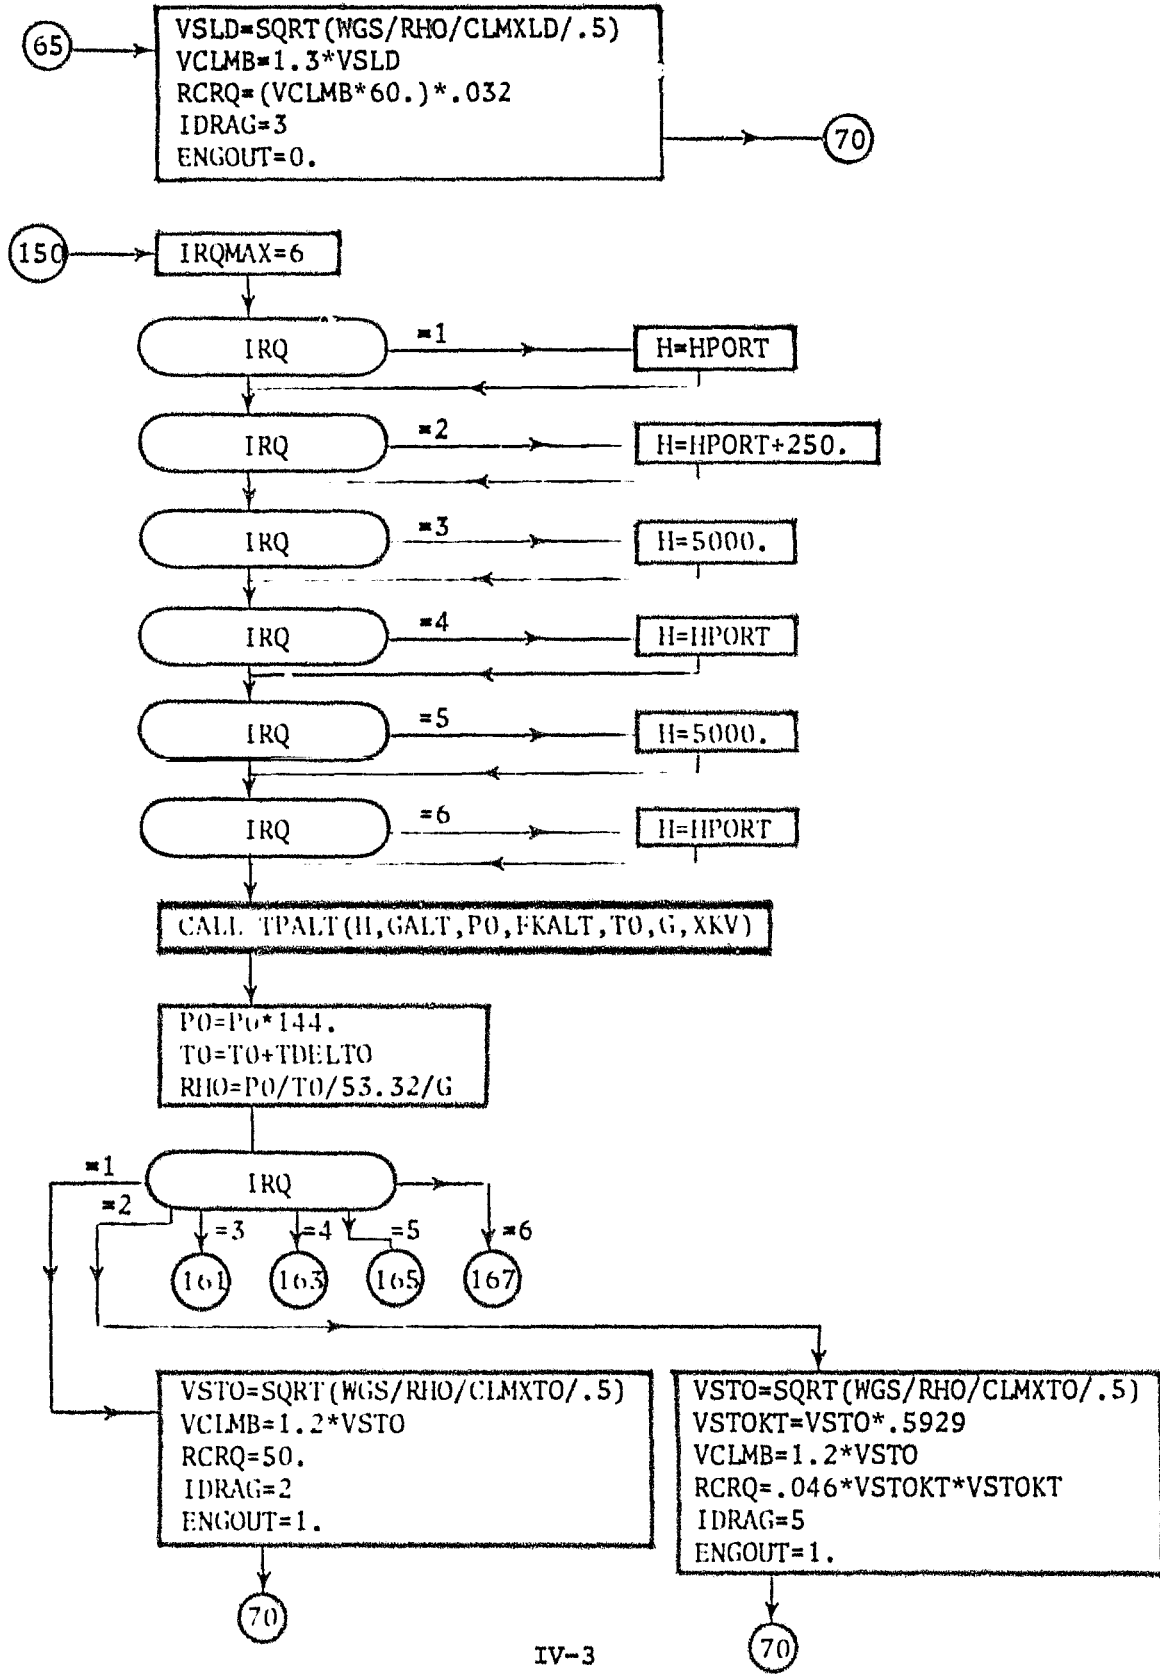 65
VSLD=SQRT(WGS/RHO/CLMXLD/.5)
VCLMB=1.3*VSLD
RCRQ=(VCLMB*60.)*.032
IDRAG=3
ENGOUT=0.
70
150
IRQMAX=6
IRQ
=1
H=HPORT
IRQ
=2
H=HPORT+250.
IRQ
=3
H=5000.
IRQ
=4
H=HPORT
IRQ
=5
H=5000.
IRQ
=6
H=HPORT
CALL TPALT(H,GALT,P0,FKALT,T0,G,XKV)
P0=P0*144.
T0=T0+TDELTO
RHO=P0/T0/53.32/G
=1
IRQ
=2
=3
=4
=5
=6
161
163
165
167
VSTO=SQRT(WGS/RHO/CLMXTO/.5)
VCLMB=1.2*VSTO
RCRQ=50.
IDRAG=2
ENGOUT=1.
VSTO=SQRT(WGS/RHO/CLMXTO/.5)
VSTOKT=VSTO*.5929
VCLMB=1.2*VSTO
RCRQ=.046*VSTOKT*VSTOKT
IDRAG=5
ENGOUT=1.
70
70
IV-3